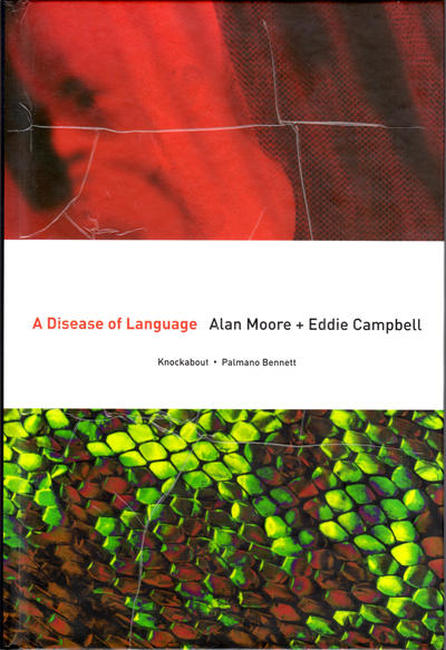 A Disease of Language Alan Moore + Eddie Campbell
Knockabout • Palmano Bennett